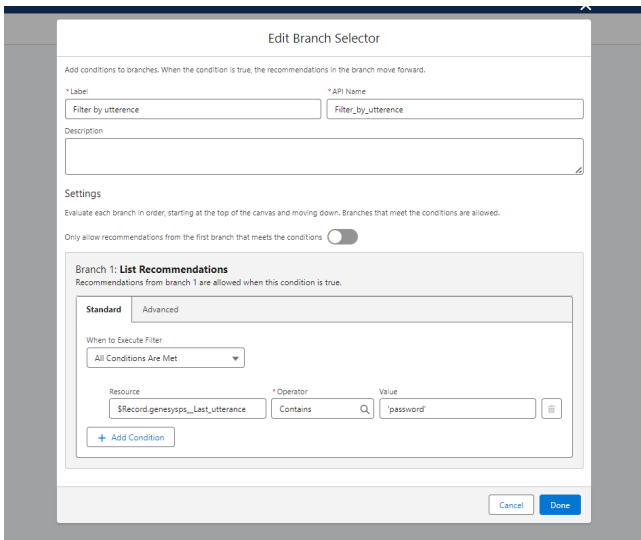 Edit Branch Selector
Add conditions to branches. When the condition is true, the recommendations in the branch move forward.
*Label
*API Name
Filter by utterence
Filter_by_utterence
Description
Settings
Evaluate each branch in order, starting at the top of the canvas and moving down. Branches that meet the conditions are allowed.
Only allow recommendations from the first branch that meets the conditions
Branch 1: List Recommendations
Recommendations from branch 1 are allowed when this condition is true.
Standard
Advanced
When to Execute Filter
All Conditions Are Met
Resource
*Operator
Value
$Record.genesysps__Last_utterance
Contains
'password'
+ Add Condition
Cancel
Done